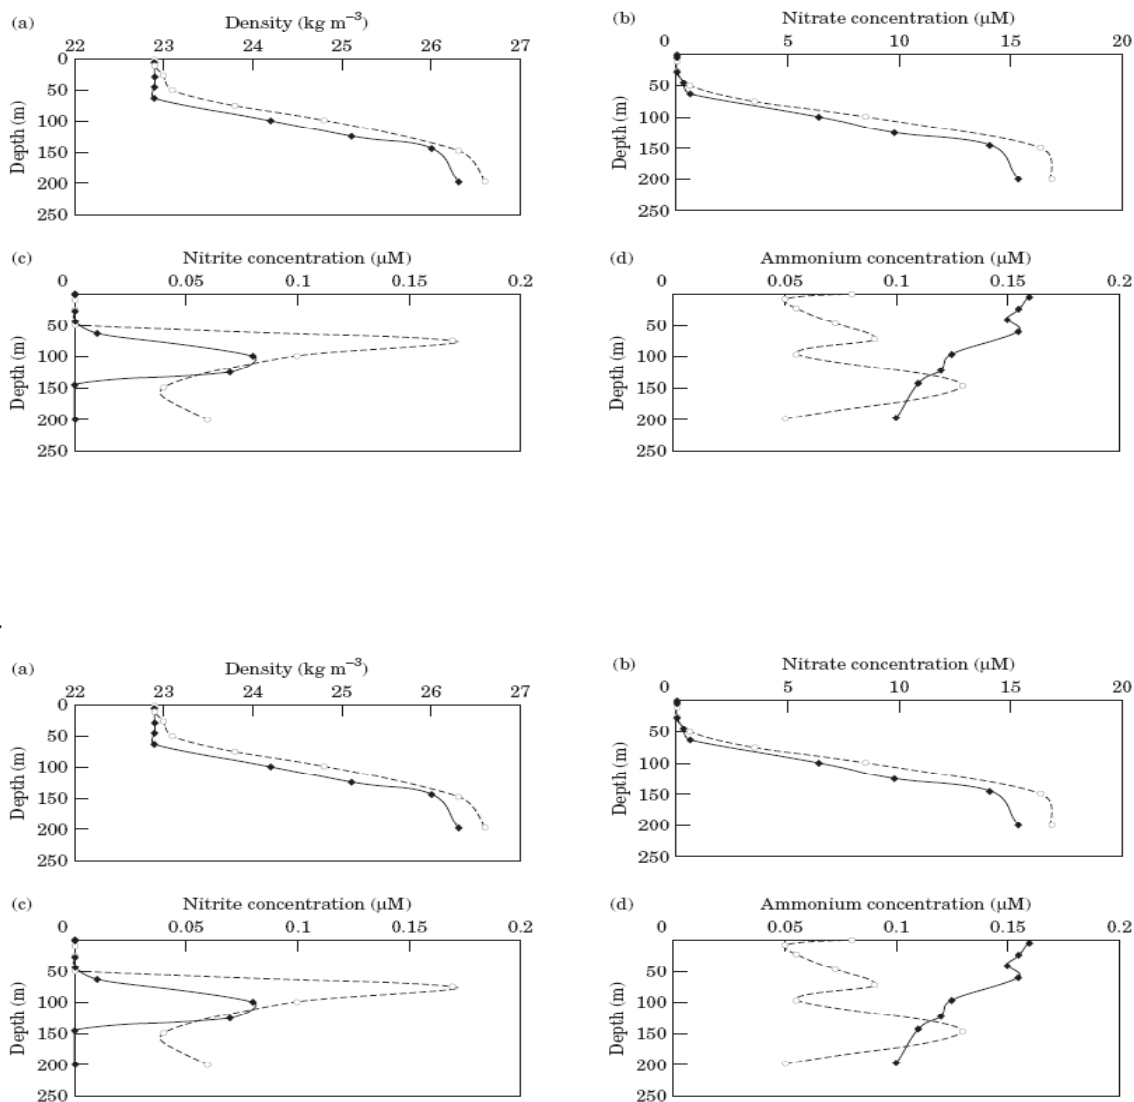 (a) Density (kg m⁻³)
22 23 24 25 26 27
0
50
100
150
200
250
Depth (m)
(b) Nitrate concentration (μM)
0 5 10 15 20
50
100
150
200
250
Depth (m)
(c) Nitrite concentration (μM)
0 0.05 0.1 0.15 0.2
50
100
150
200
250
Depth (m)
(d) Ammonium concentration (μM)
0 0.05 0.1 0.15 0.2
50
100
150
200
250
Depth (m)
(a) Density (kg m⁻³)
22 23 24 25 26 27
0
50
100
150
200
250
Depth (m)
(b) Nitrate concentration (μM)
0 5 10 15 20
50
100
150
200
250
Depth (m)
(c) Nitrite concentration (μM)
0 0.05 0.1 0.15 0.2
50
100
150
200
250
Depth (m)
(d) Ammonium concentration (μM)
0 0.05 0.1 0.15 0.2
50
100
150
200
250
Depth (m)